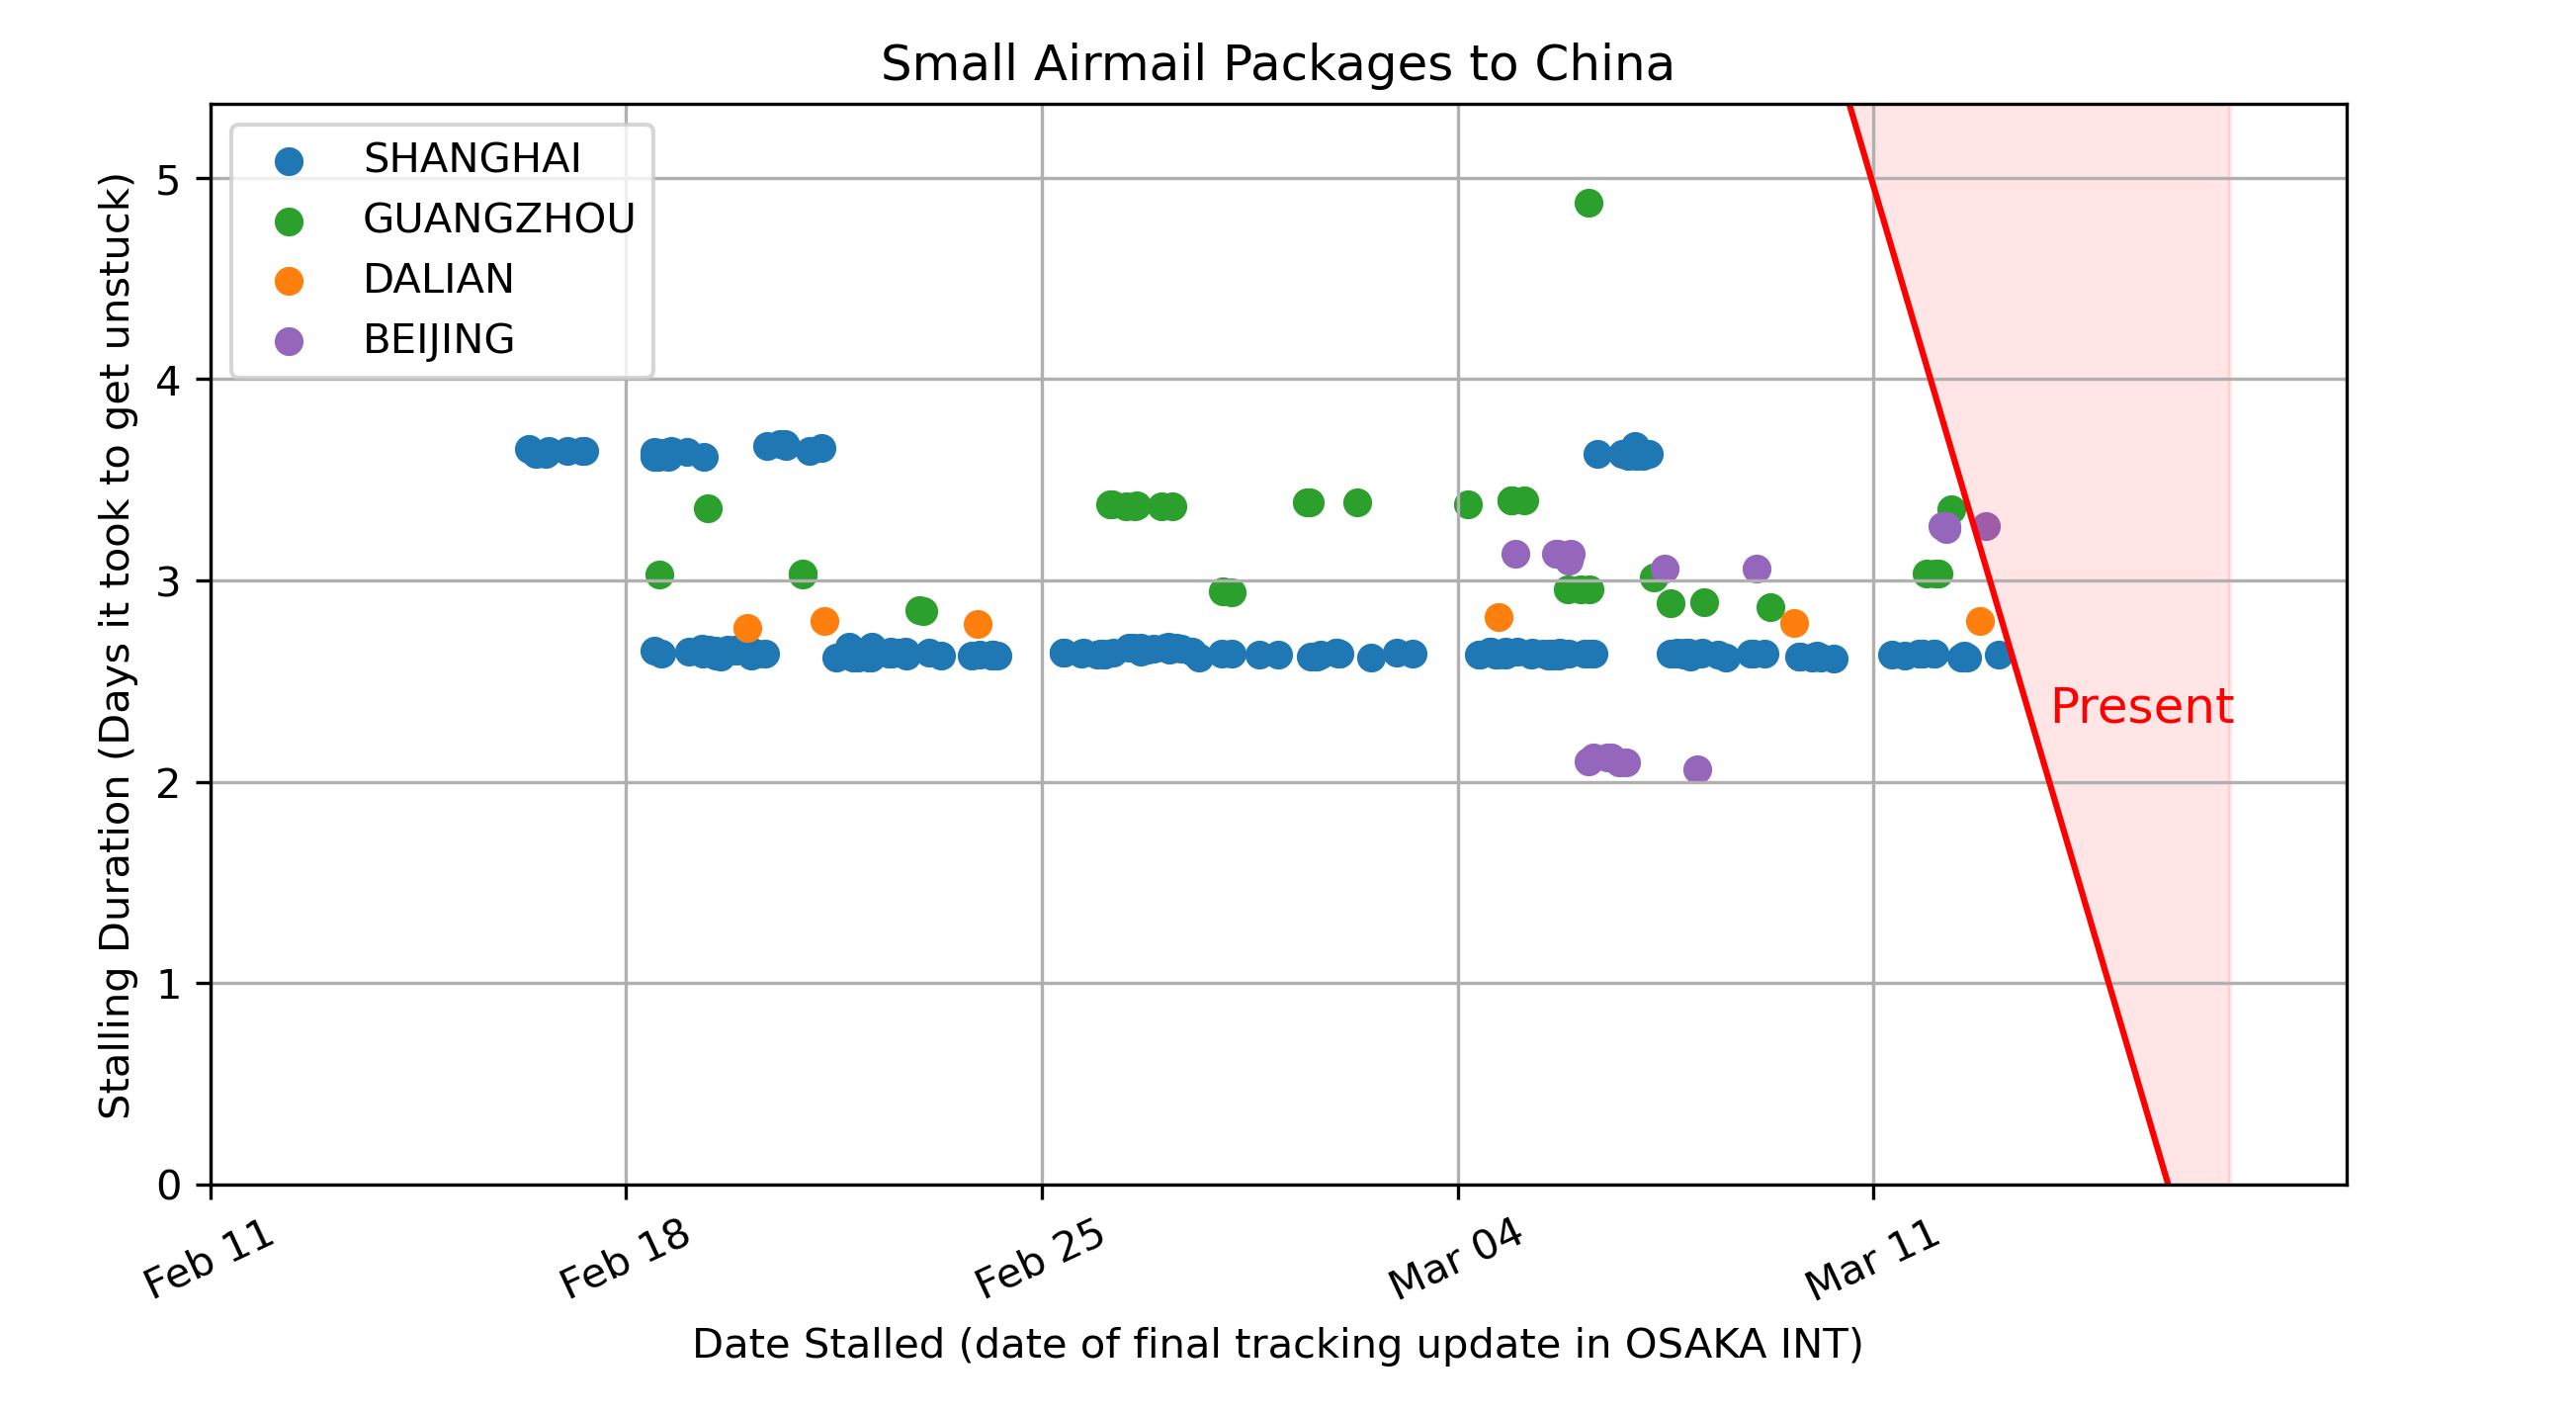 Small Airmail Packages to China
SHANGHAI
GUANGZHOU
DALIAN
BEIJING
Stalling Duration (Days it took to get unstuck)
5
4
3
2
1
0
Present
Feb 11
Feb 18
Feb 25
Mar 04
Mar 11
Date Stalled (date of final tracking update in OSAKA INT)